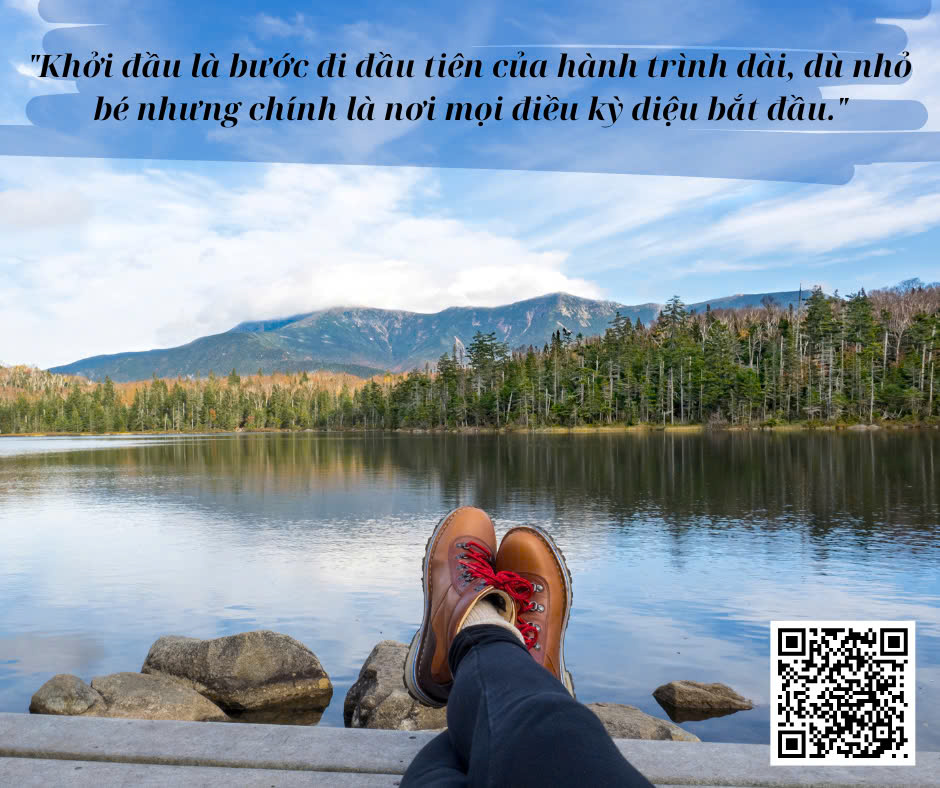 "Khởi đầu là bước đi đầu tiên của hành trình dài, dù nhỏ
bé nhưng chính là nơi mọi điều kỳ diệu bắt đầu."